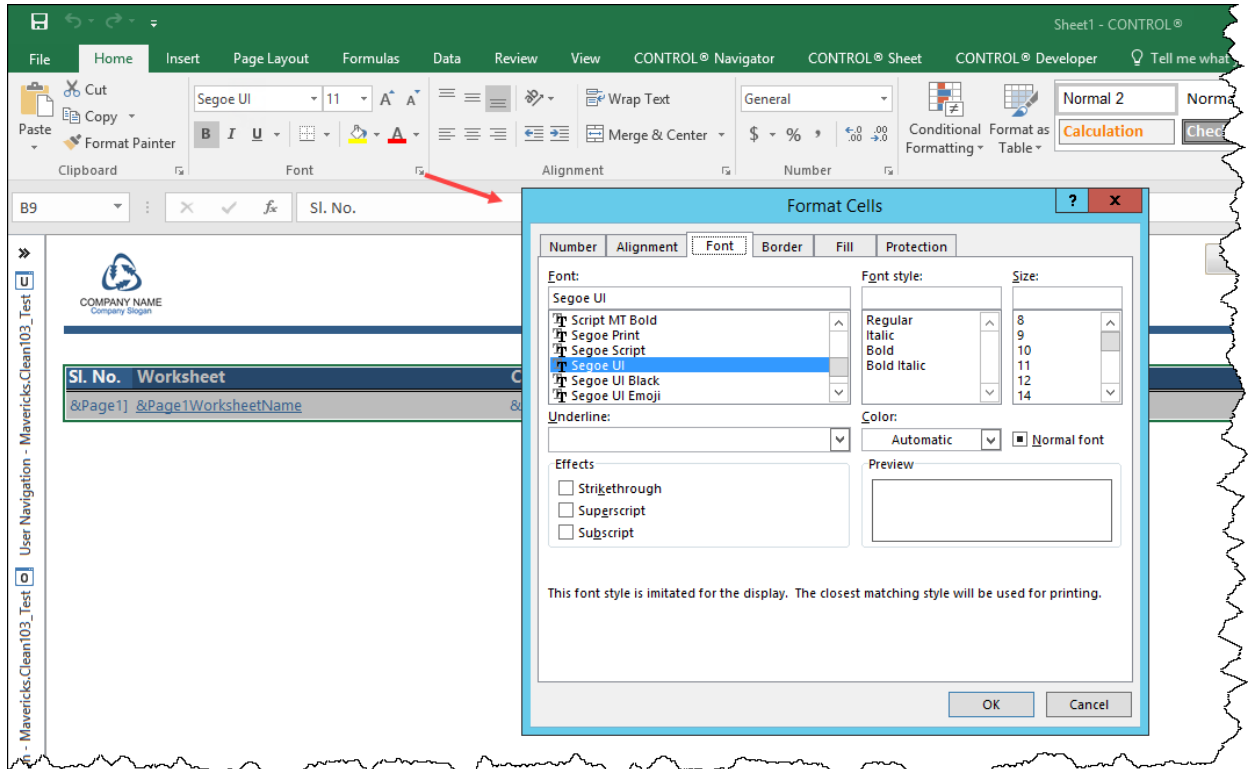 Sheet1 - CONTROL®
File Home Insert Page Layout Formulas Data Review View CONTROL® Navigator CONTROL® Sheet CONTROL® Developer Tell me what
Cut
Copy
Format Painter
Paste
Clipboard
Segoe UI 11 A A
B I U A
Font
Wrap Text
Merge & Center
Alignment
General
$ % , .0 .00 .00 .0
Number
Conditional Formatting
Format as Table
Normal 2
Calculation
B9 fx Sl. No.
COMPANY NAME
Company Slogan
Sl. No. Worksheet
&Page1] &Page1WorksheetName
U User Navigation - Mavericks.Clean103_Test
O - Mavericks.Clean103_Test
Format Cells ? x
Number Alignment Font Border Fill Protection
Font:
Segoe UI
Script MT Bold
Segoe Print
Segoe Script
Segoe UI
Segoe UI Black
Segoe UI Emoji
Font style:
Regular
Italic
Bold
Bold Italic
Size:
8
9
10
11
12
14
Underline:
Color:
Automatic
Normal font
Effects
Strikethrough
Superscript
Subscript
Preview
This font style is imitated for the display. The closest matching style will be used for printing.
OK Cancel